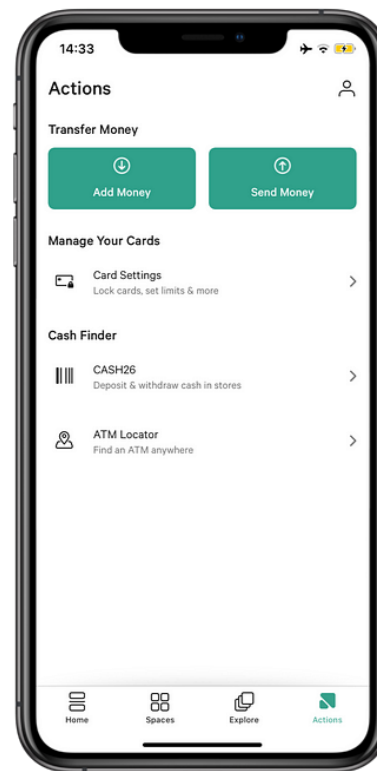 14:33
Actions
Transfer Money
Add Money
Send Money
Manage Your Cards
Card Settings
Lock cards, set limits & more
Cash Finder
CASH26
Deposit & withdraw cash in stores
ATM Locator
Find an ATM anywhere
Home
Spaces
Explore
Actions